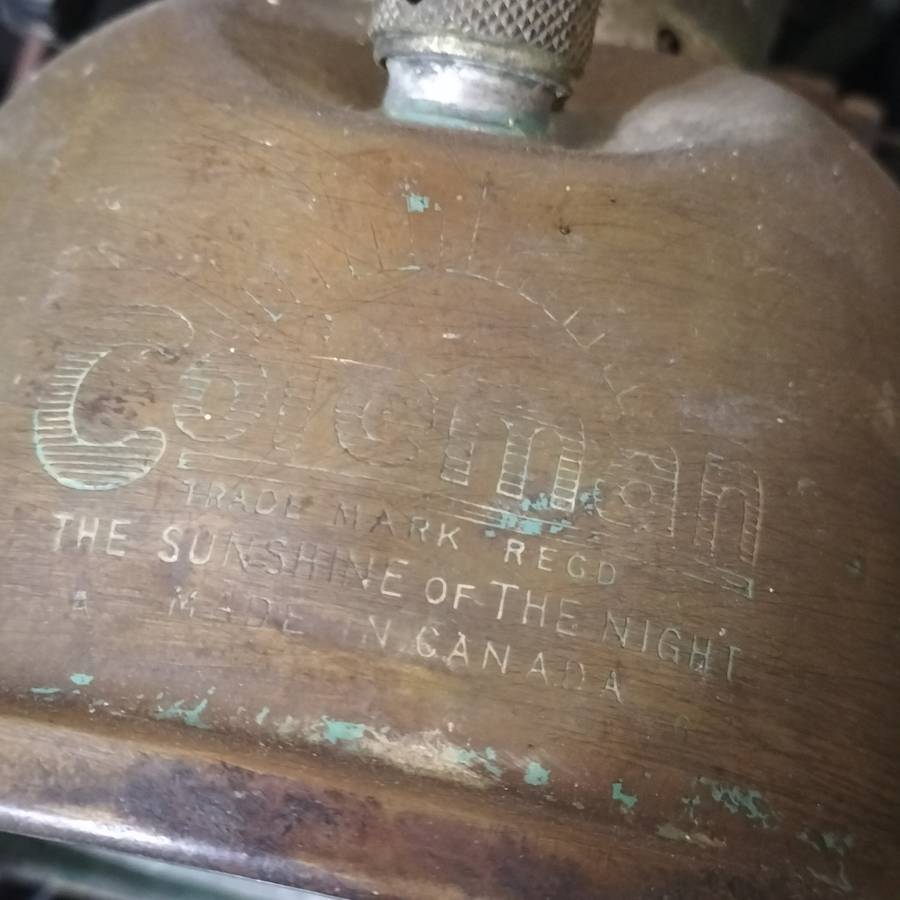 Coleman
TRADE MARK REGD
THE SUNSHINE OF THE NIGHT
A MADE IN CANADA